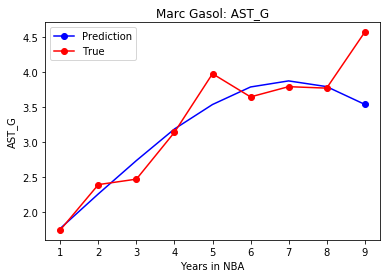 Marc Gasol: AST_G
Prediction
True
4.5
4.0
3.5
3.0
2.5
2.0
AST_G
1 2 3 4 5 6 7 8 9
Years in NBA